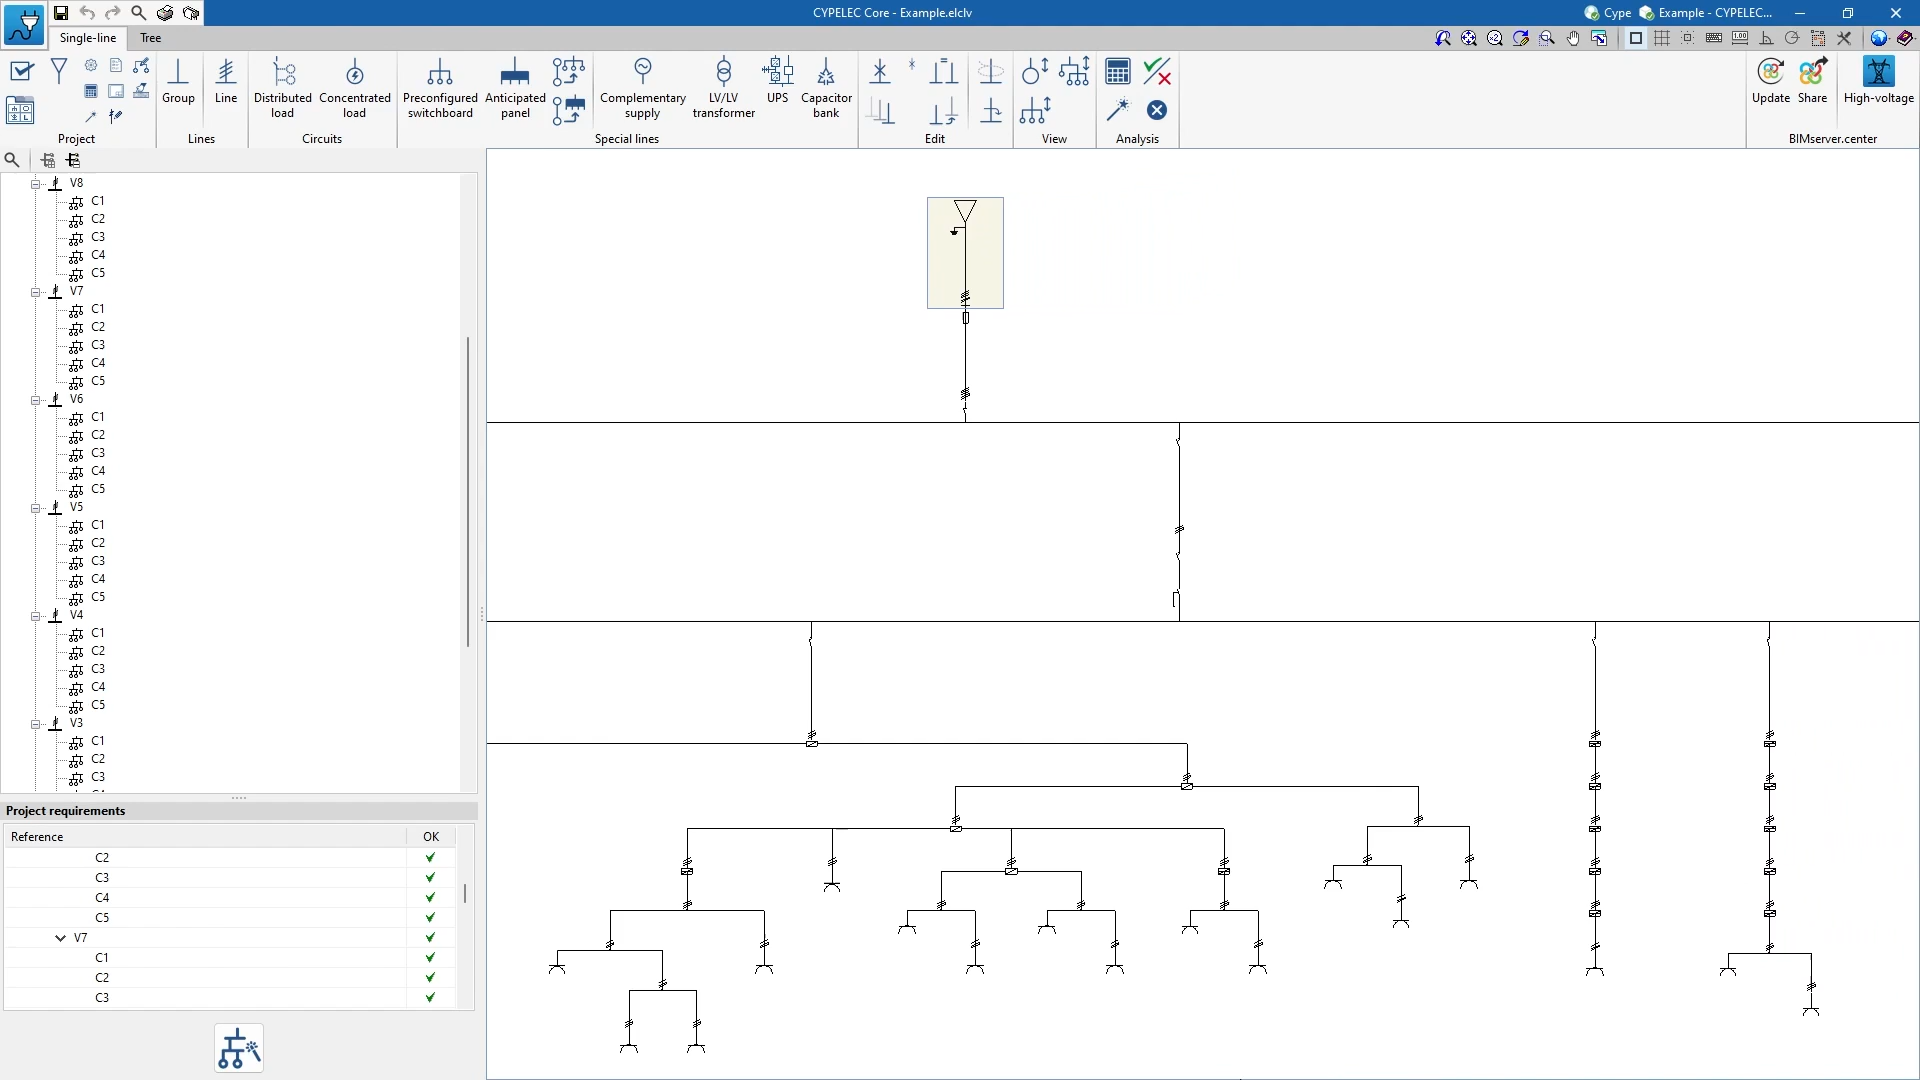 CYPELEC Core - Example.elclv
Cype
Example - CYPELEC...
Single-line
Tree
Group
Line
Distributed load
Concentrated load
Preconfigured switchboard
Anticipated panel
Complementary supply
LV/LV transformer
UPS
Capacitor bank
Update
Share
High-voltage
Project
Lines
Circuits
Special lines
Edit
View
Analysis
BIMserver.center
V8
C1
C2
C3
C4
C5
V7
C1
C2
C3
C4
C5
V6
C1
C2
C3
C4
C5
V5
C1
C2
C3
C4
C5
V4
C1
C2
C3
C4
C5
V3
C1
C2
C3
Project requirements
Reference OK
C2
C3
C4
C5
V7
C1
C2
C3